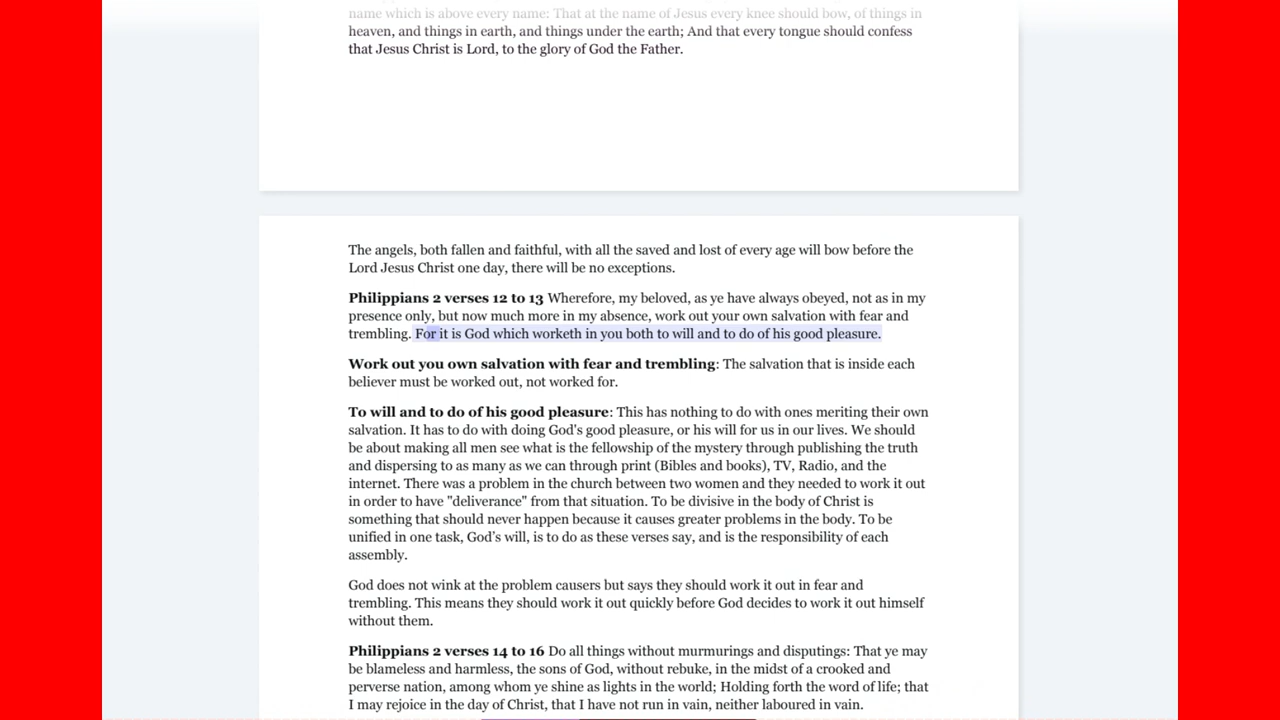 name which is above every name: That at the name of Jesus every knee should bow, of things in
heaven, and things in earth, and things under the earth; And that every tongue should confess
that Jesus Christ is Lord, to the glory of God the Father.
The angels, both fallen and faithful, with all the saved and lost of every age will bow before the
Lord Jesus Christ one day, there will be no exceptions.
Philippians 2 verses 12 to 13 Wherefore, my beloved, as ye have always obeyed, not as in my
presence only, but now much more in my absence, work out your own salvation with fear and
trembling. For it is God which worketh in you both to will and to do of his good pleasure.
Work out you own salvation with fear and trembling: The salvation that is inside each
believer must be worked out, not worked for.
To will and to do of his good pleasure: This has nothing to do with ones meriting their own
salvation. It has to do with doing God's good pleasure, or his will for us in our lives. We should
be about making all men see what is the fellowship of the mystery through publishing the truth
and dispersing to as many as we can through print (Bibles and books), TV, Radio, and the
internet. There was a problem in the church between two women and they needed to work it out
in order to have "deliverance" from that situation. To be divisive in the body of Christ is
something that should never happen because it causes greater problems in the body. To be
unified in one task, God's will, is to do as these verses say, and is the responsibility of each
assembly.
God does not wink at the problem causers but says they should work it out in fear and
trembling. This means they should work it out quickly before God decides to work it out himself
without them.
Philippians 2 verses 14 to 16 Do all things without murmurings and disputings: That ye may
be blameless and harmless, the sons of God, without rebuke, in the midst of a crooked and
perverse nation, among whom ye shine as lights in the world; Holding forth the word of life; that
I may rejoice in the day of Christ, that I have not run in vain, neither laboured in vain.